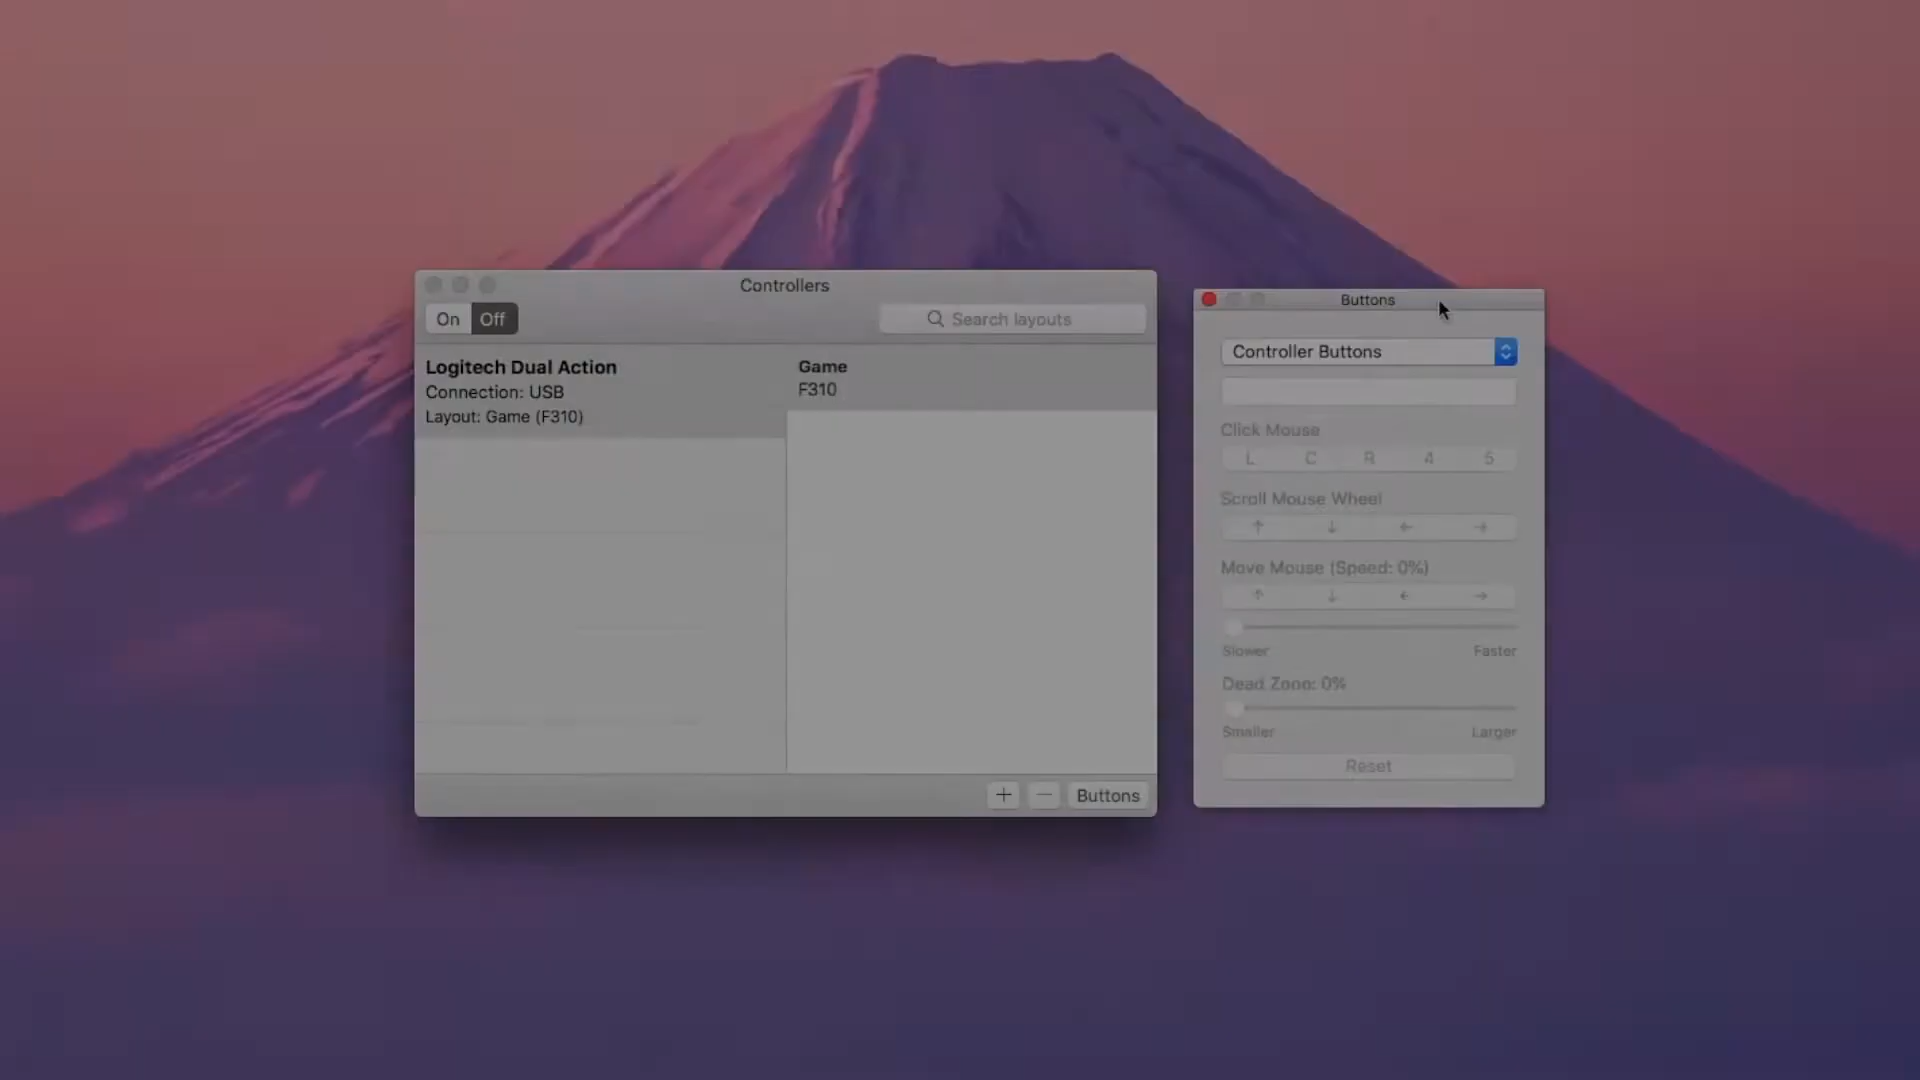 Controllers
On Off
Search layouts
Logitech Dual Action
Connection: USB
Layout: Game (F310)
Game
F310
+ − Buttons
Buttons
Controller Buttons
Click Mouse
L C R 4 5
Scroll Mouse Wheel
↑ ↓ ← →
Move Mouse (Speed: 0%)
↑ ↓ ← →
Slower Faster
Dead Zone: 0%
Smaller Larger
Reset